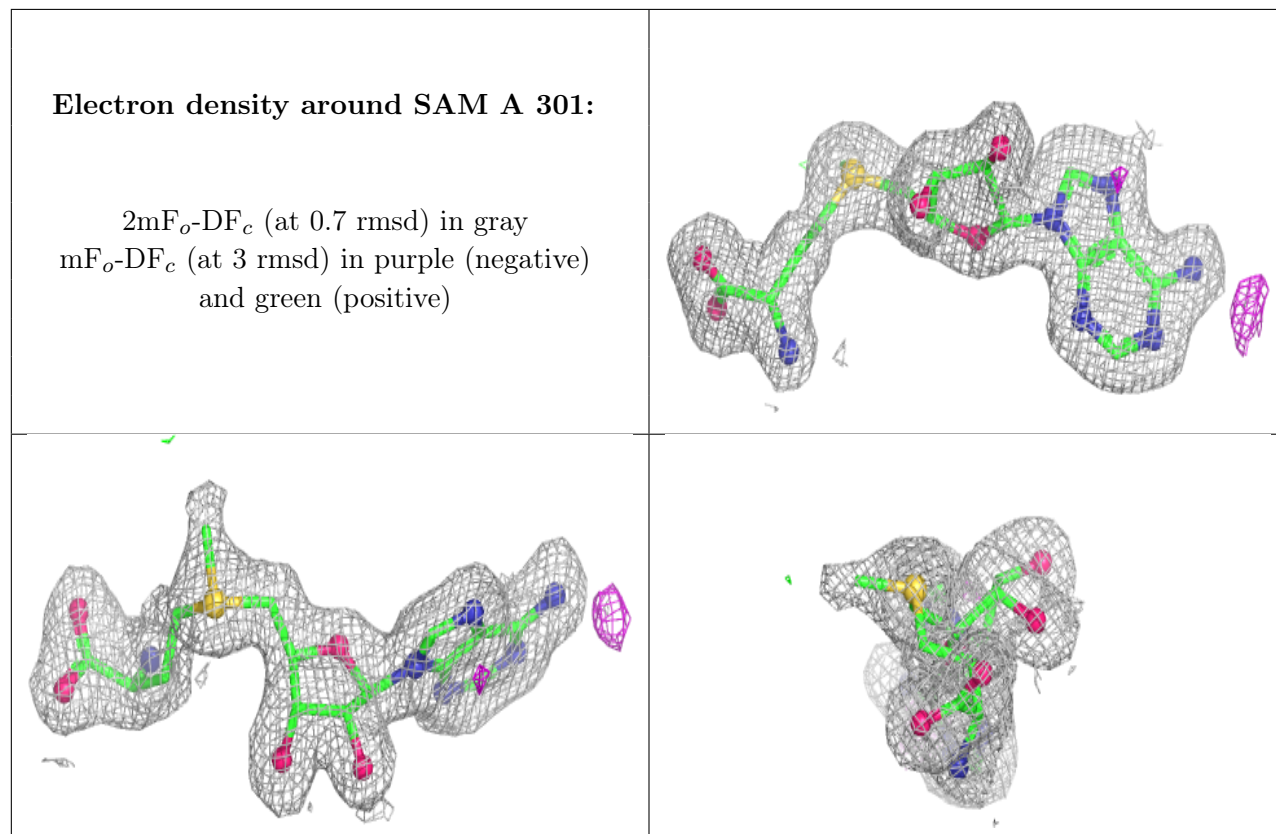 Electron density around SAM A 301:
2mFo-DFc (at 0.7 rmsd) in gray
mFo-DFc (at 3 rmsd) in purple (negative)
and green (positive)